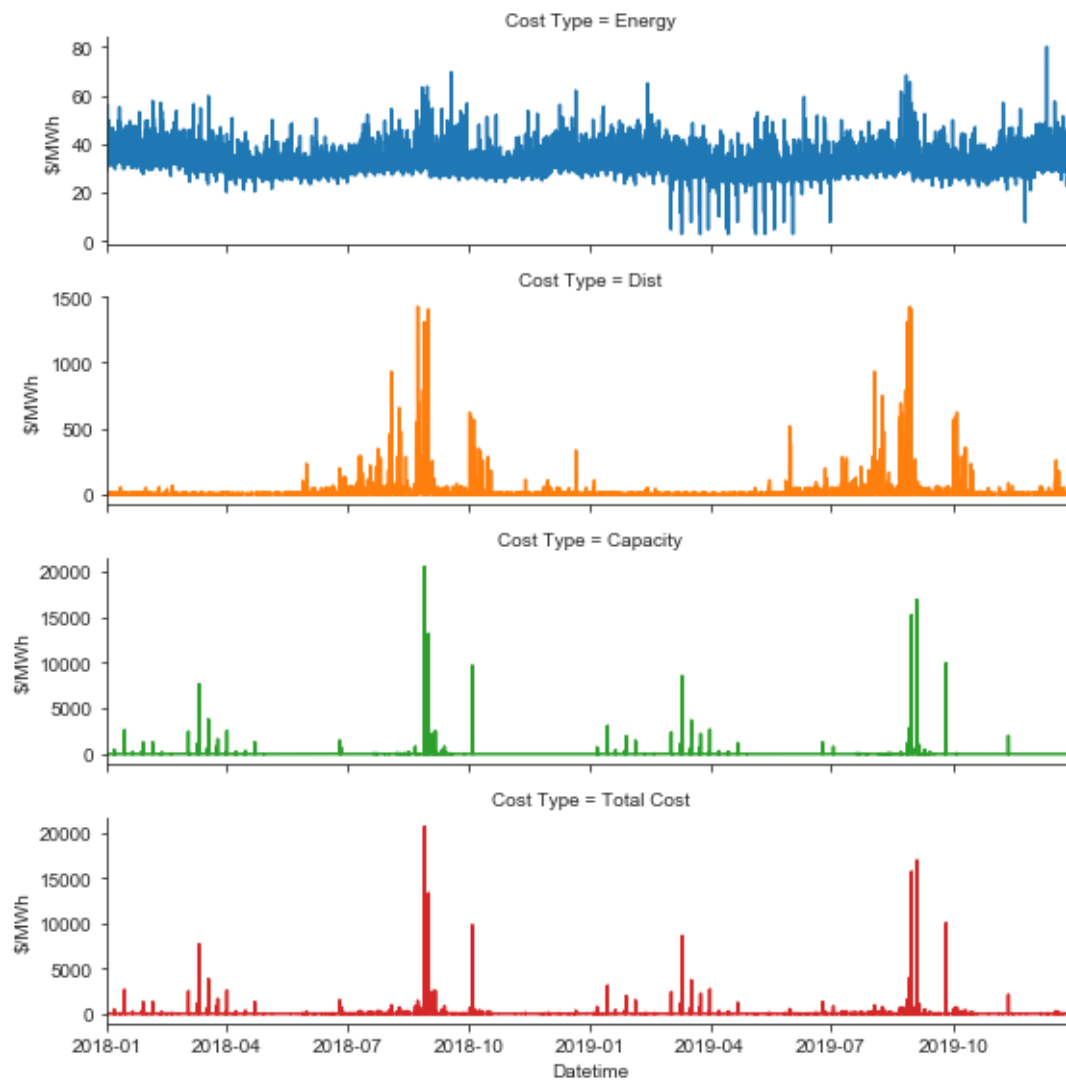 Cost Type = Energy
80
60
40
20
0
$/MWh
Cost Type = Dist
1500
1000
500
0
$/MWh
Cost Type = Capacity
20000
15000
10000
5000
0
$/MWh
Cost Type = Total Cost
20000
15000
10000
5000
0
$/MWh
2018-01 2018-04 2018-07 2018-10 2019-01 2019-04 2019-07 2019-10
Datetime